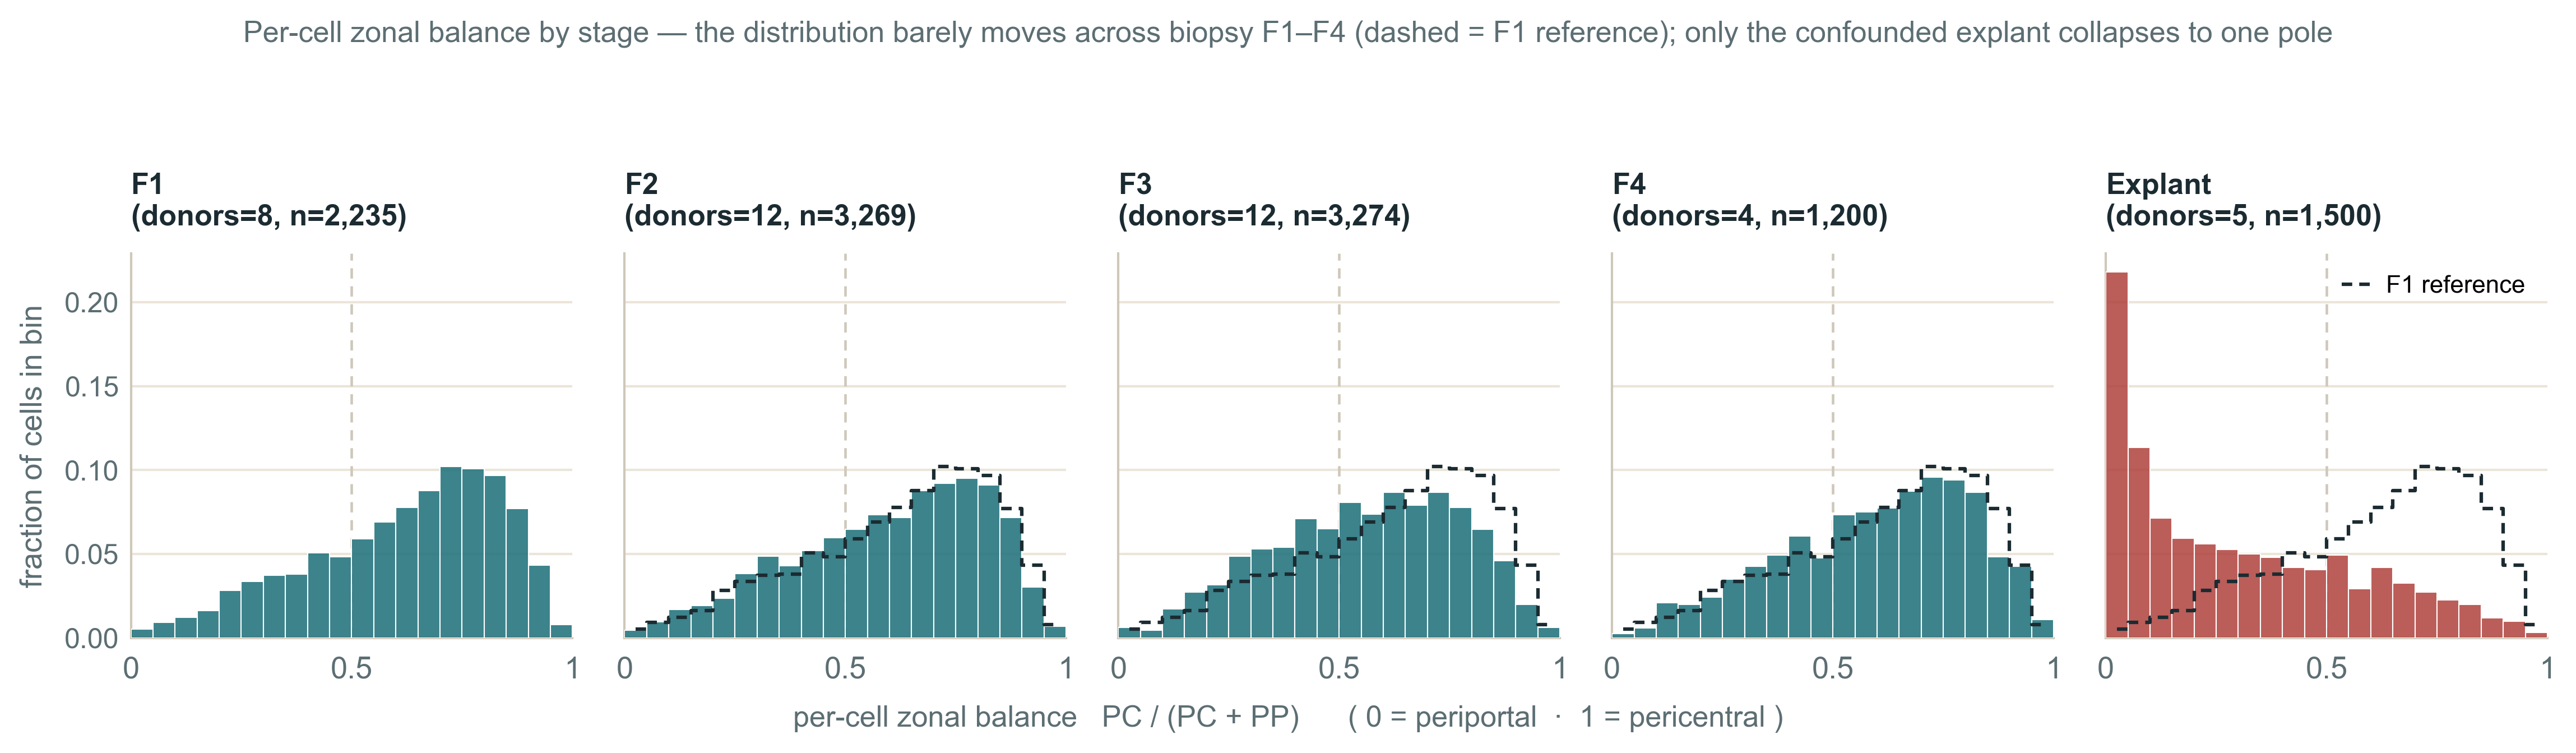 Per-cell zonal balance by stage — the distribution barely moves across biopsy F1–F4 (dashed = F1 reference); only the confounded explant collapses to one pole
F1
(donors=8, n=2,235)
F2
(donors=12, n=3,269)
F3
(donors=12, n=3,274)
F4
(donors=4, n=1,200)
Explant
(donors=5, n=1,500)
F1 reference
fraction of cells in bin
0.20
0.15
0.10
0.05
0.00
0 0.5 1
0 0.5 1
0 0.5 1
0 0.5 1
0 0.5 1
per-cell zonal balance PC / (PC + PP) ( 0 = periportal · 1 = pericentral )